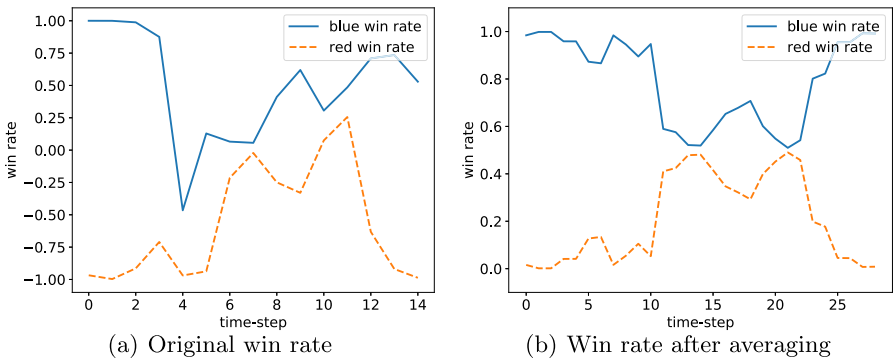 1.00
0.75
0.50
0.25
0.00
−0.25
−0.50
−0.75
−1.00
win rate
blue win rate
red win rate
0 2 4 6 8 10 12 14
time-step
(a) Original win rate
1.0
0.8
0.6
0.4
0.2
0.0
win rate
blue win rate
red win rate
0 5 10 15 20 25
time-step
(b) Win rate after averaging